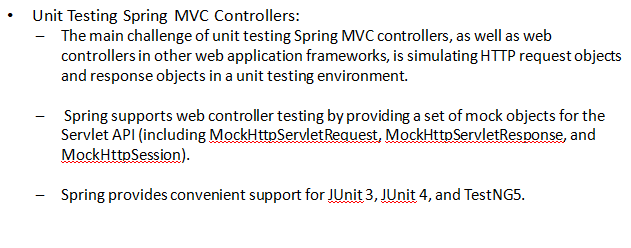 • Unit Testing Spring MVC Controllers:
– The main challenge of unit testing Spring MVC controllers, as well as web
controllers in other web application frameworks, is simulating HTTP request objects
and response objects in a unit testing environment.
– Spring supports web controller testing by providing a set of mock objects for the
Servlet API (including MockHttpServletRequest, MockHttpServletResponse, and
MockHttpSession).
– Spring provides convenient support for JUnit 3, JUnit 4, and TestNG5.